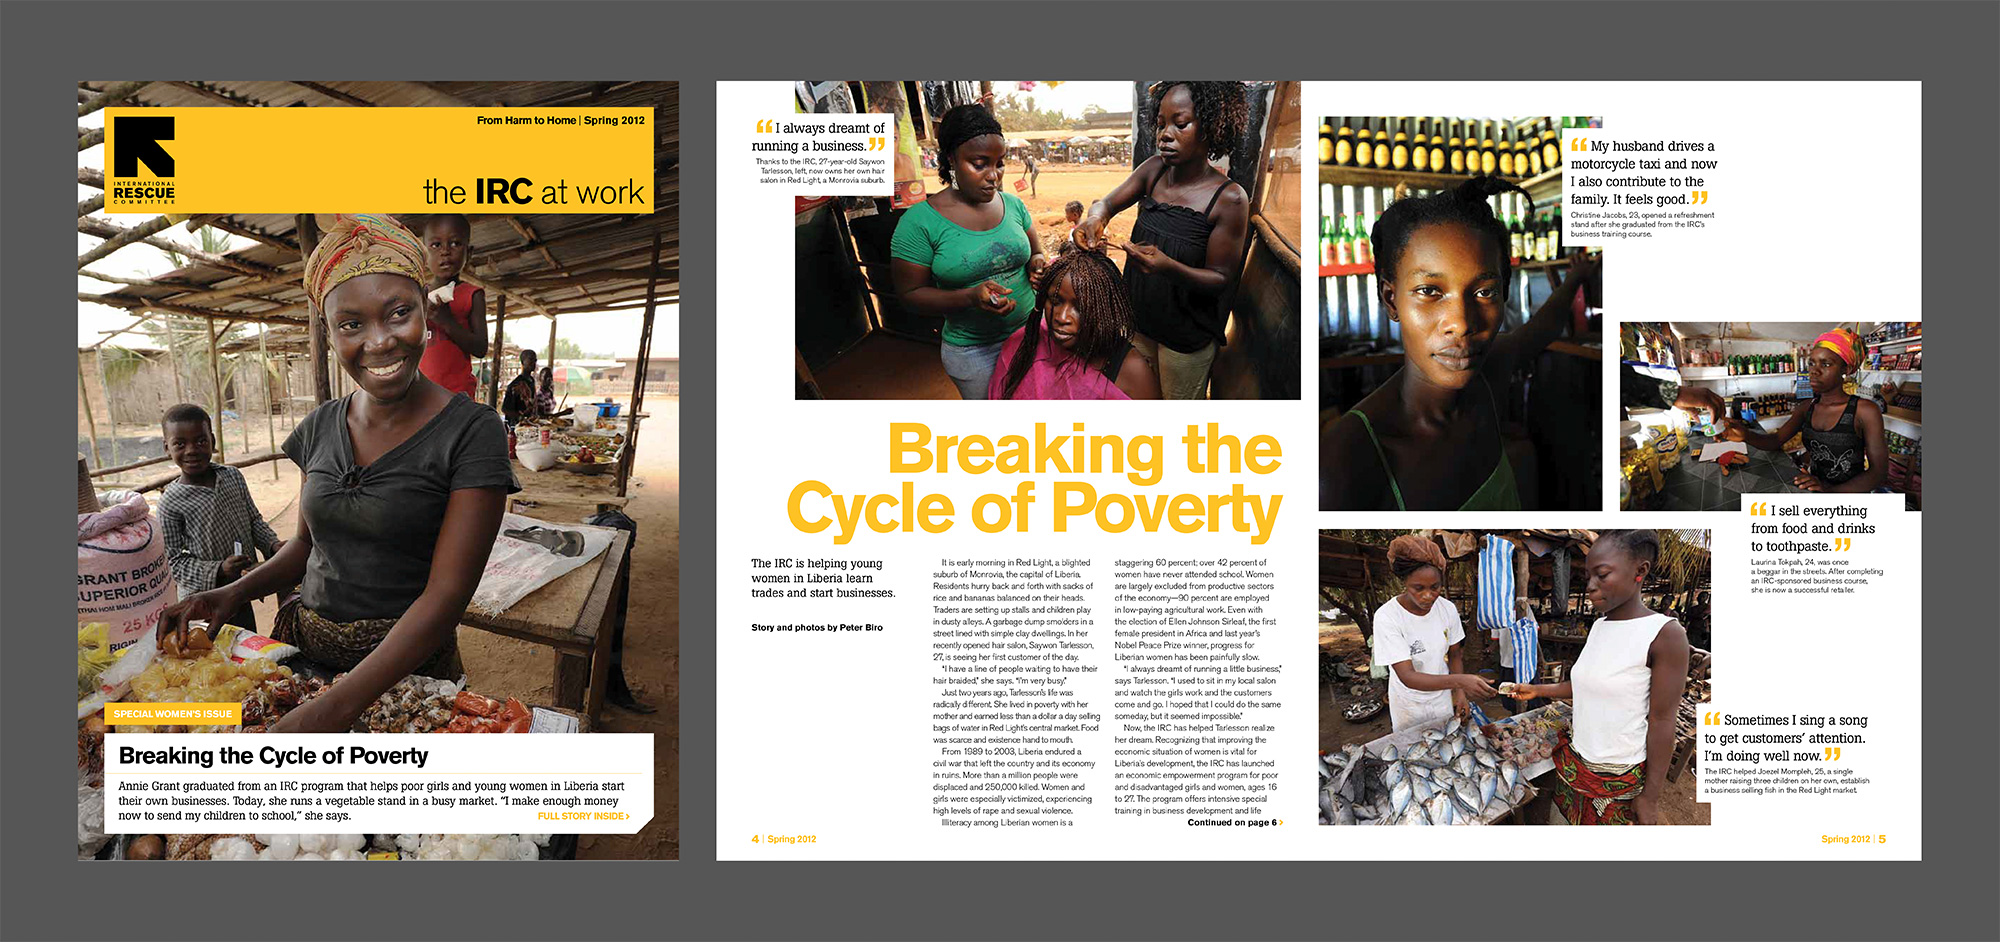 From Harm to Home | Spring 2012
INTERNATIONAL
RESCUE
COMMITTEE
the IRC at work
GRANT BROKE
SUPERIOR QUA
25 KG
SPECIAL WOMEN'S ISSUE
Breaking the Cycle of Poverty
Annie Grant graduated from an IRC program that helps poor girls and young women in Liberia start
their own businesses. Today, she runs a vegetable stand in a busy market. “I make enough money
now to send my children to school,” she says.
FULL STORY INSIDE >
“I always dreamt of
running a business.”
Thanks to the IRC, 27-year-old Saywon
Tarlesson, left, now owns her own hair
salon in Red Light, a Monrovia suburb.
Breaking the
Cycle of Poverty
The IRC is helping young
women in Liberia learn
trades and start businesses.
Story and photos by Peter Biro
It is early morning in Red Light, a blighted
suburb of Monrovia, the capital of Liberia.
Residents hurry back and forth with sacks of
rice and bananas balanced on their heads.
Traders are setting up stalls and children play
in dusty alleys. A garbage dump smolders in a
street lined with simple clay dwellings. In her
recently opened hair salon, Saywon Tarlesson,
27, is seeing her first customer of the day.
“I have a line of people waiting to have their
hair braided,” she says. “I'm very busy.”
Just two years ago, Tarlesson's life was
radically different. She lived in poverty with her
mother and earned less than a dollar a day selling
bags of water in Red Light's central market. Food
was scarce and existence hand to mouth.
From 1989 to 2003, Liberia endured a
civil war that left the country and its economy
in ruins. More than a million people were
displaced and 250,000 killed. Women and
girls were especially victimized, experiencing
high levels of rape and sexual violence.
Illiteracy among Liberian women is a
staggering 60 percent; over 42 percent of
women have never attended school. Women
are largely excluded from productive sectors
of the economy—90 percent are employed
in low-paying agricultural work. Even with
the election of Ellen Johnson Sirleaf, the first
female president in Africa and last year's
Nobel Peace Prize winner, progress for
Liberian women has been painfully slow.
“I always dreamt of running a little business,”
says Tarlesson. “I used to sit in my local salon
and watch the girls work and the customers
come and go. I hoped that I could do the same
someday, but it seemed impossible.”
Now, the IRC has helped Tarlesson realize
her dream. Recognizing that improving the
economic situation of women is vital for
Liberia's development, the IRC has launched
an economic empowerment program for poor
and disadvantaged girls and women, ages 16
to 27. The program offers intensive special
training in business development and life
Continued on page 6 >
4 | Spring 2012
“My husband drives a
motorcycle taxi and now
I also contribute to the
family. It feels good.”
Christine Jacobs, 23, opened a refreshment
stand after she graduated from the IRC's
business training course.
“I sell everything
from food and drinks
to toothpaste.”
Laurina Tokpah, 24, was once
a beggar in the streets. After completing
an IRC-sponsored business course,
she is now a successful retailer.
“Sometimes I sing a song
to get customers' attention.
I'm doing well now.”
The IRC helped Joezel Mompleh, 25, a single
mother raising three children on her own, establish
a business selling fish in the Red Light market.
Spring 2012 | 5